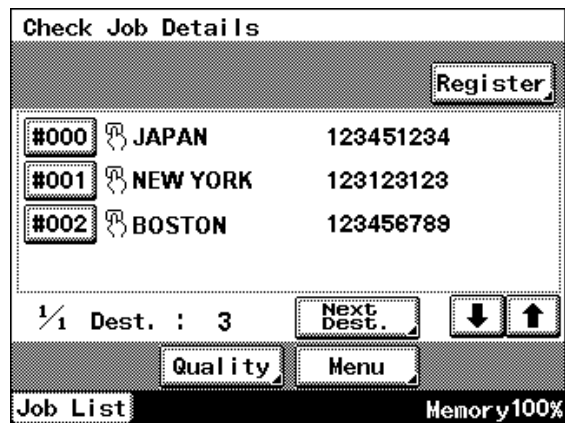 Check Job Details
Register
#000 JAPAN 123451234
#001 NEW YORK 123123123
#002 BOSTON 123456789
1/1 Dest. : 3 Next Dest.
Quality Menu
Job List Memory100%